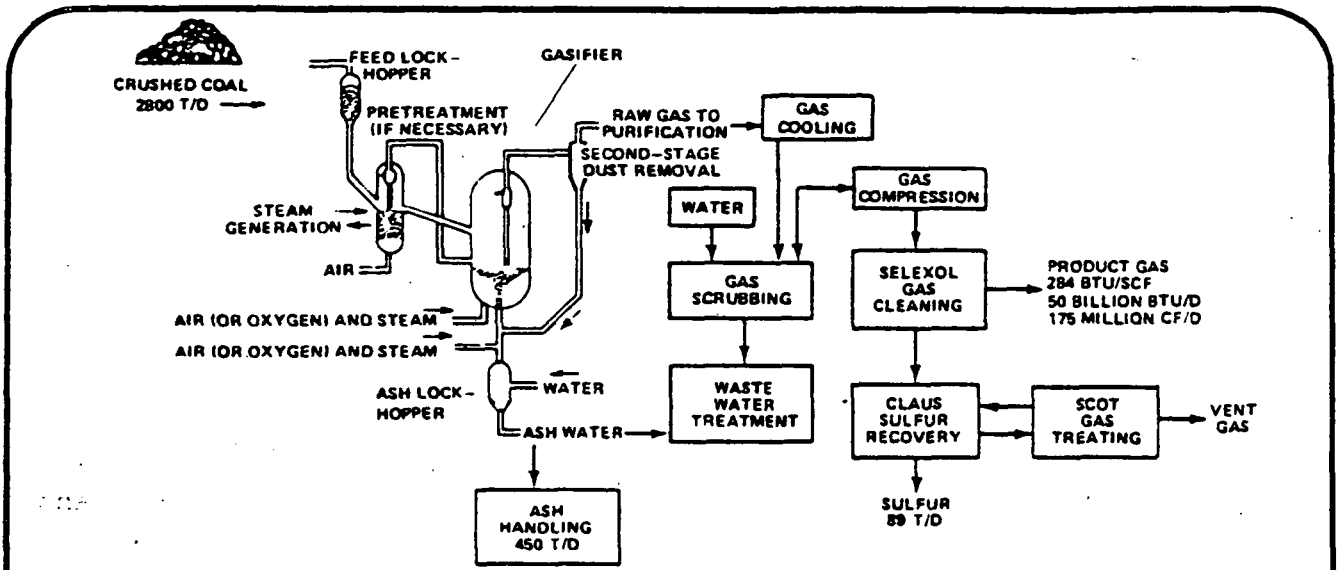 FEED LOCK-
HOPPER
GASIFIER
CRUSHED COAL
2800 T/D
PRETREATMENT
(IF NECESSARY)
RAW GAS TO
PURIFICATION
GAS
COOLING
SECOND-STAGE
DUST REMOVAL
GAS
COMPRESSION
WATER
STEAM
GENERATION
AIR
GAS
SCRUBBING
SELEXOL
GAS
CLEANING
PRODUCT GAS
284 BTU/SCF
50 BILLION BTU/D
175 MILLION CF/D
AIR (OR OXYGEN) AND STEAM
AIR (OR OXYGEN) AND STEAM
ASH LOCK-
HOPPER
WATER
WASTE
WATER
TREATMENT
CLAUS
SULFUR
RECOVERY
SCOT
GAS
TREATING
VENT
GAS
ASH WATER
SULFUR
89 T/D
ASH
HANDLING
450 T/D